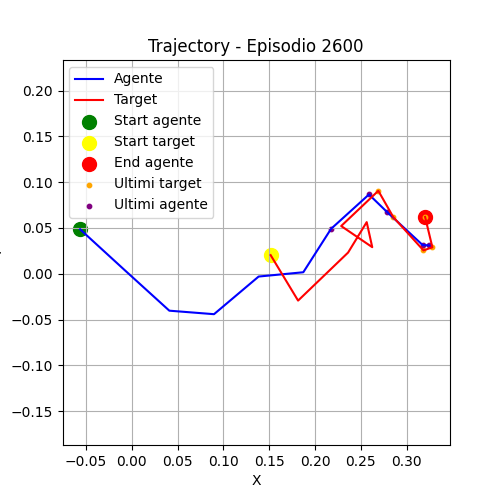 Trajectory - Episodio 2600
Agente
Target
Start agente
Start target
End agente
Ultimi target
Ultimi agente
0.20
0.15
0.10
0.05
0.00
−0.05
−0.10
−0.15
−0.05 0.00 0.05 0.10 0.15 0.20 0.25 0.30
X